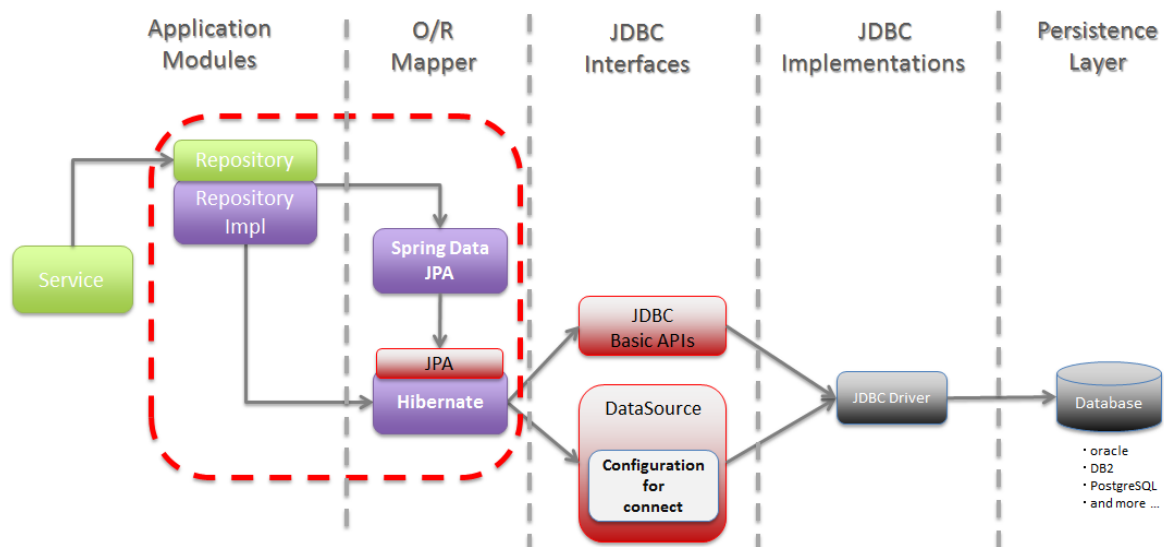 Application
Modules
O/R
Mapper
JDBC
Interfaces
JDBC
Implementations
Persistence
Layer
Repository
Repository
Impl
Service
Spring Data
JPA
JPA
Hibernate
JDBC
Basic APIs
DataSource
Configuration
for
connect
JDBC Driver
Database
・oracle
・DB2
・PostgreSQL
・and more ...